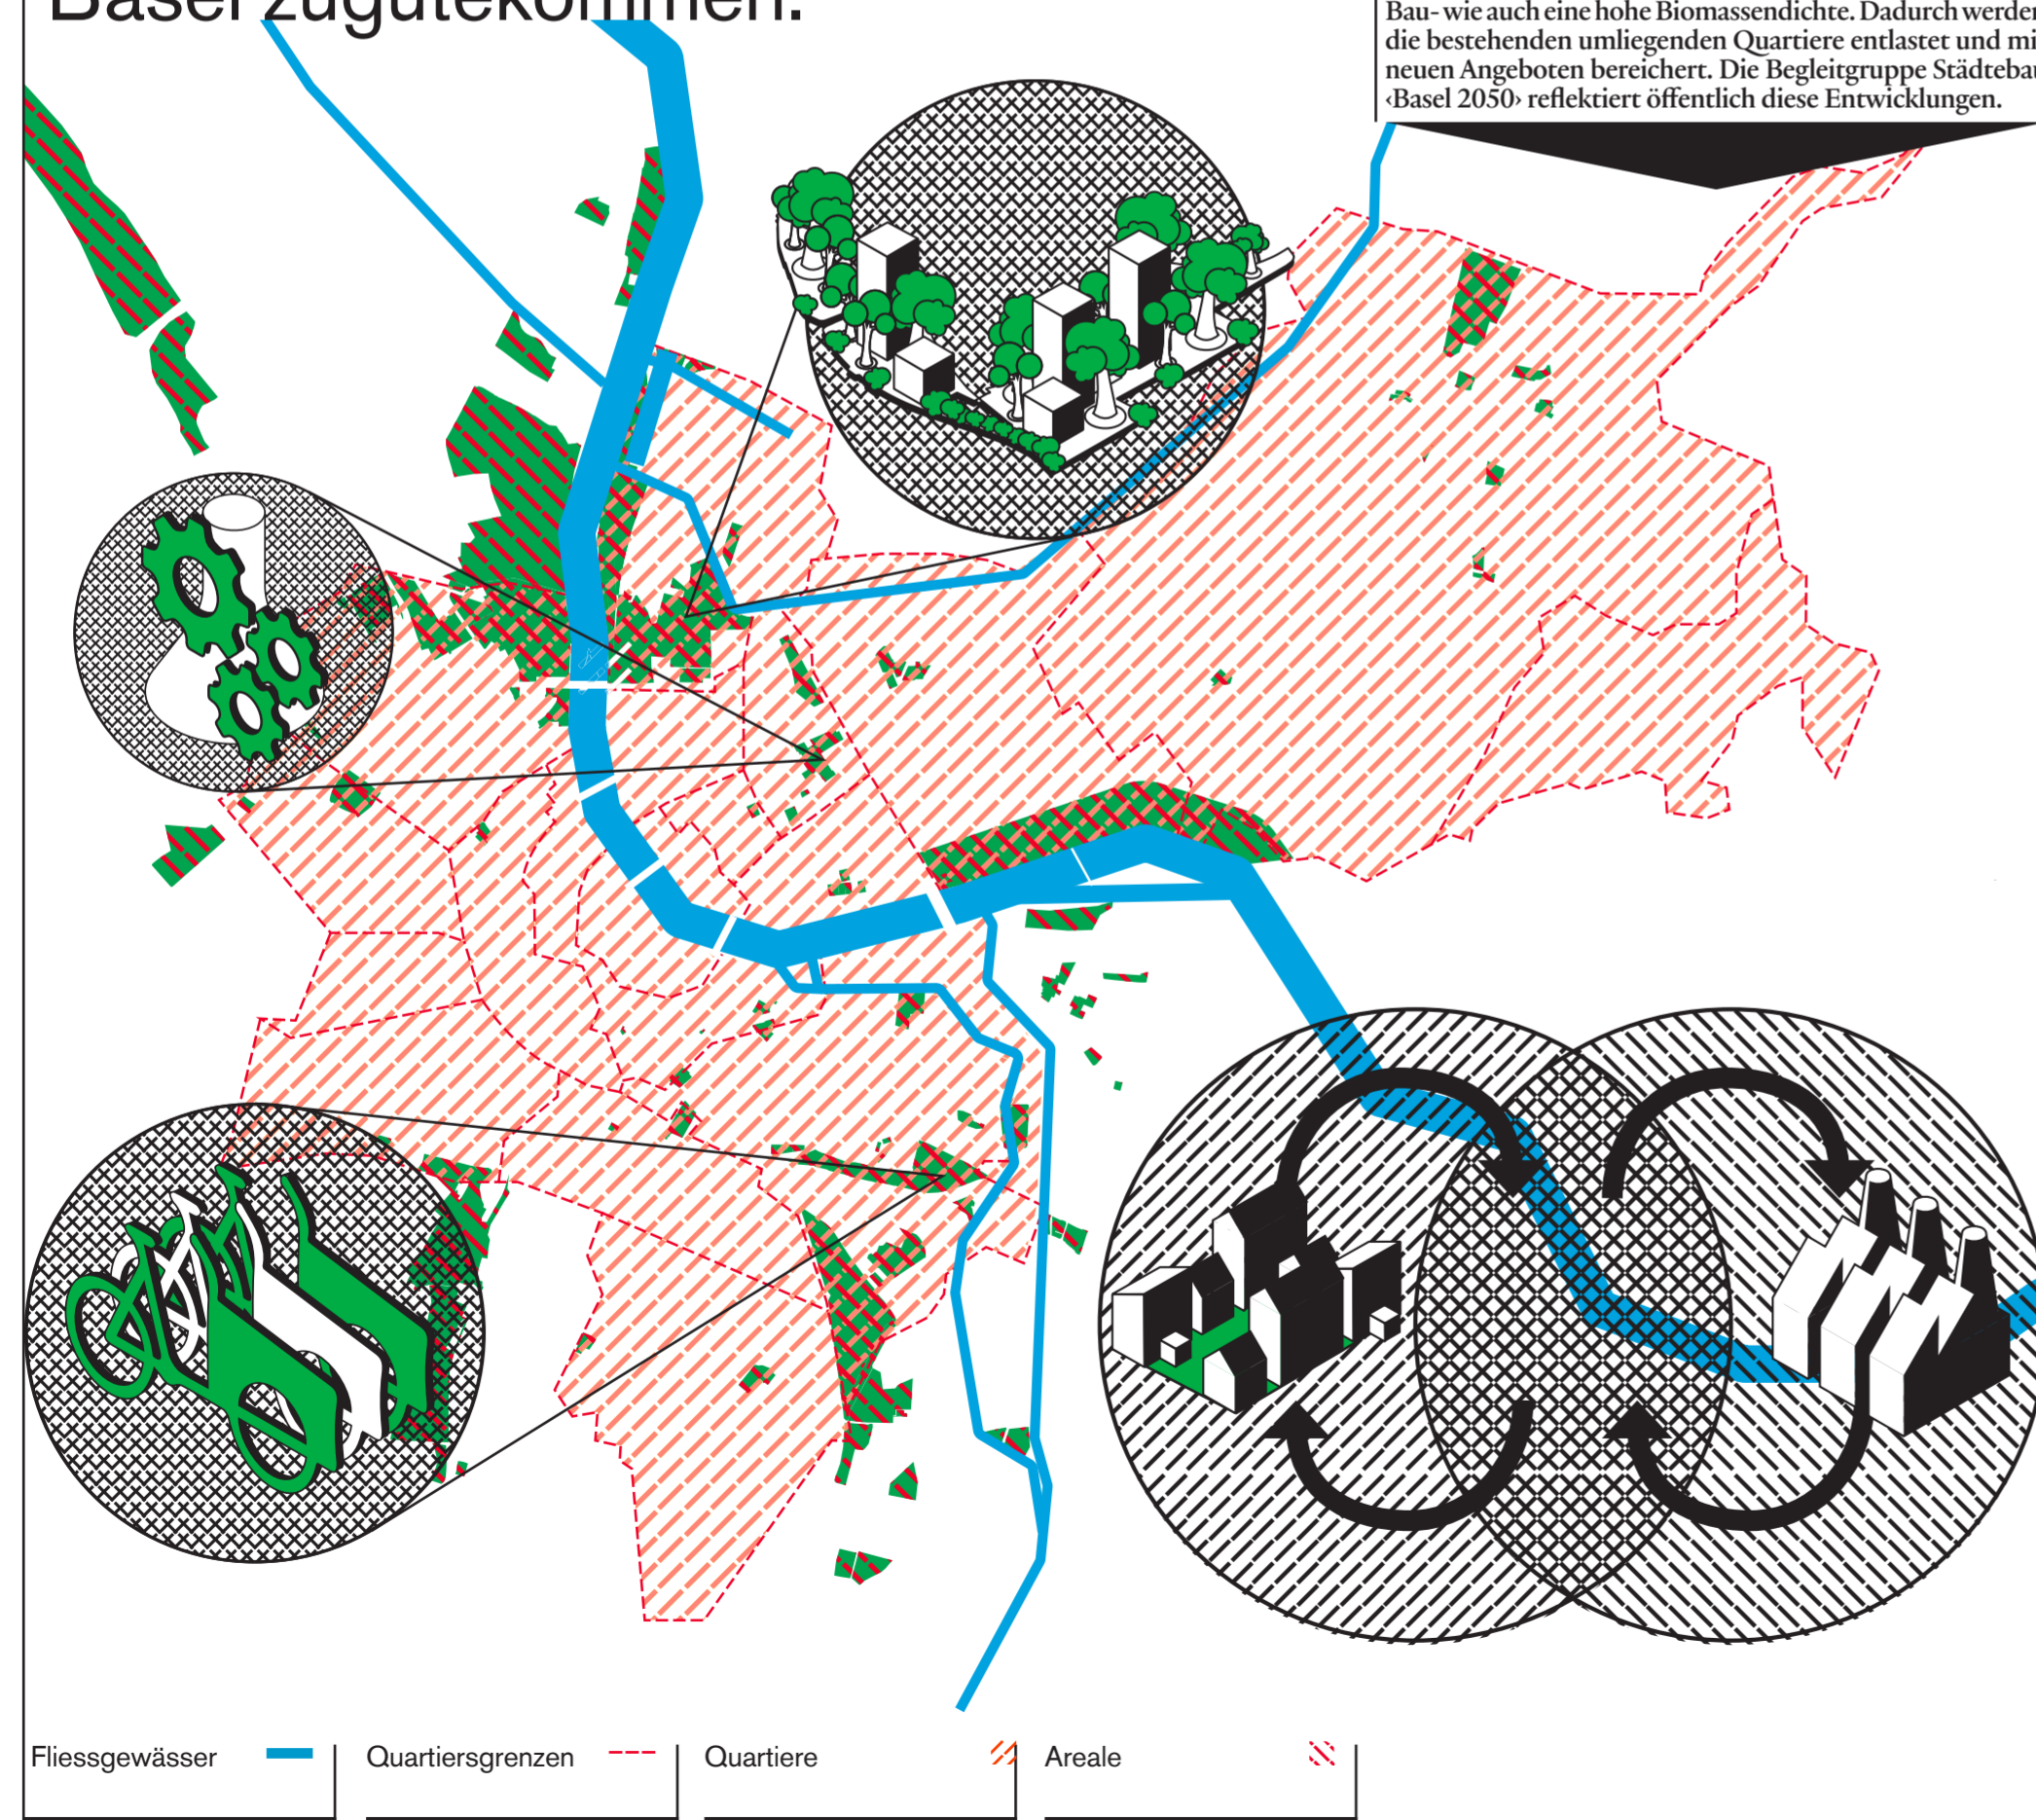 Basel zugutekommen.
Bau- wie auch eine hohe Biomassendichte. Dadurch werden
die bestehenden umliegenden Quartiere entlastet und mi
neuen Angeboten bereichert. Die Begleitgruppe Städtebau
‹Basel 2050› reflektiert öffentlich diese Entwicklungen.
Fliessgewässer
Quartiersgrenzen
Quartiere
Areale